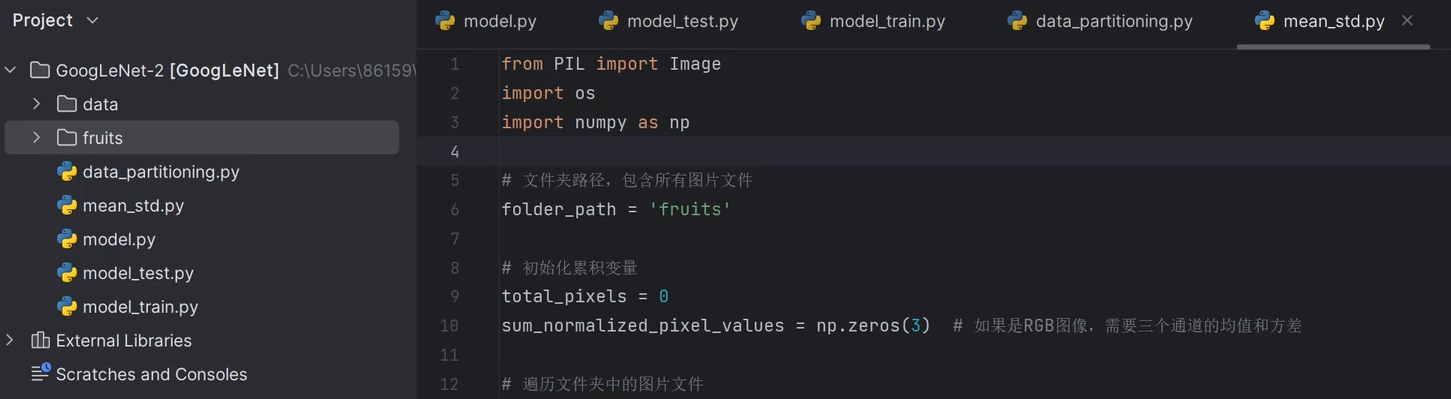 Project
model.py
model_test.py
model_train.py
data_partitioning.py
mean_std.py
GoogLeNet-2 [GoogLeNet] C:\Users\86159\
data
fruits
data_partitioning.py
mean_std.py
model.py
model_test.py
model_train.py
External Libraries
Scratches and Consoles
1 from PIL import Image
2 import os
3 import numpy as np
4
5 # 文件夹路径，包含所有图片文件
6 folder_path = 'fruits'
7
8 # 初始化累积变量
9 total_pixels = 0
10 sum_normalized_pixel_values = np.zeros(3)  # 如果是RGB图像，需要三个通道的均值和方差
11
12 # 遍历文件夹中的图片文件